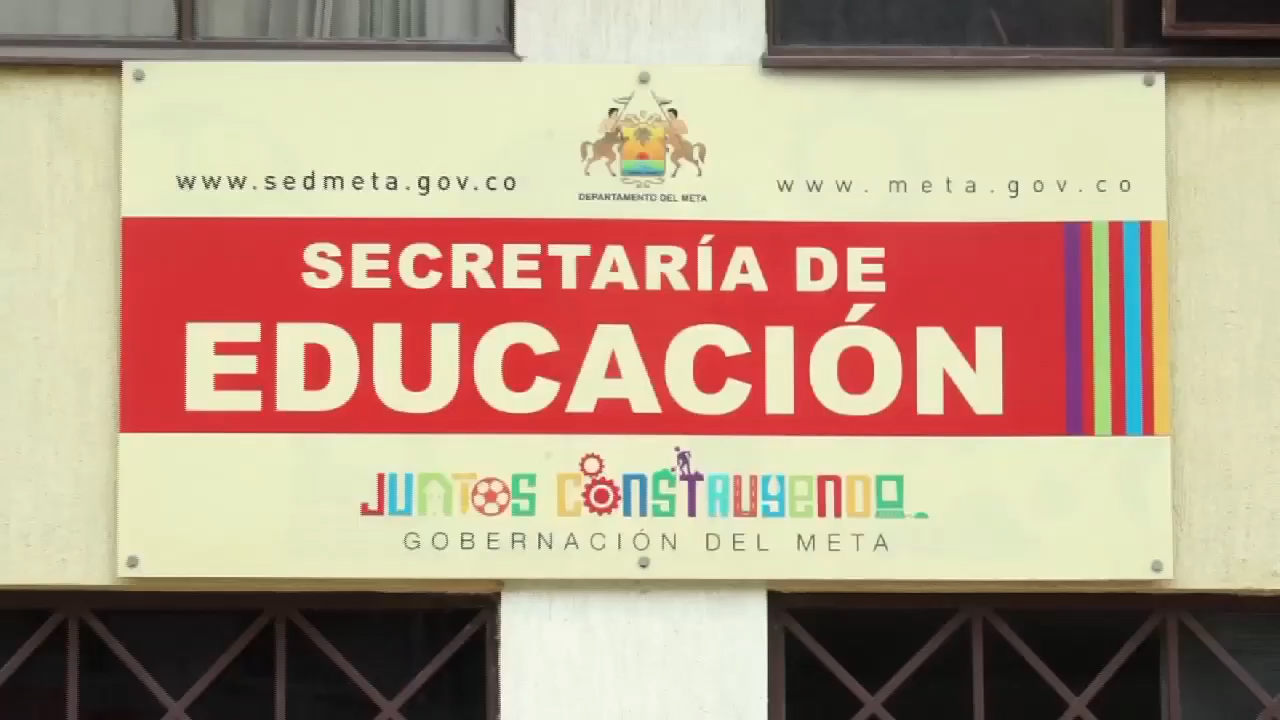 www.sedmeta.gov.co
DEPARTAMENTO DEL META
www.meta.gov.co
SECRETARÍA DE
EDUCACIÓN
JUNTOS CONSTRUYENDO
GOBERNACIÓN DEL META